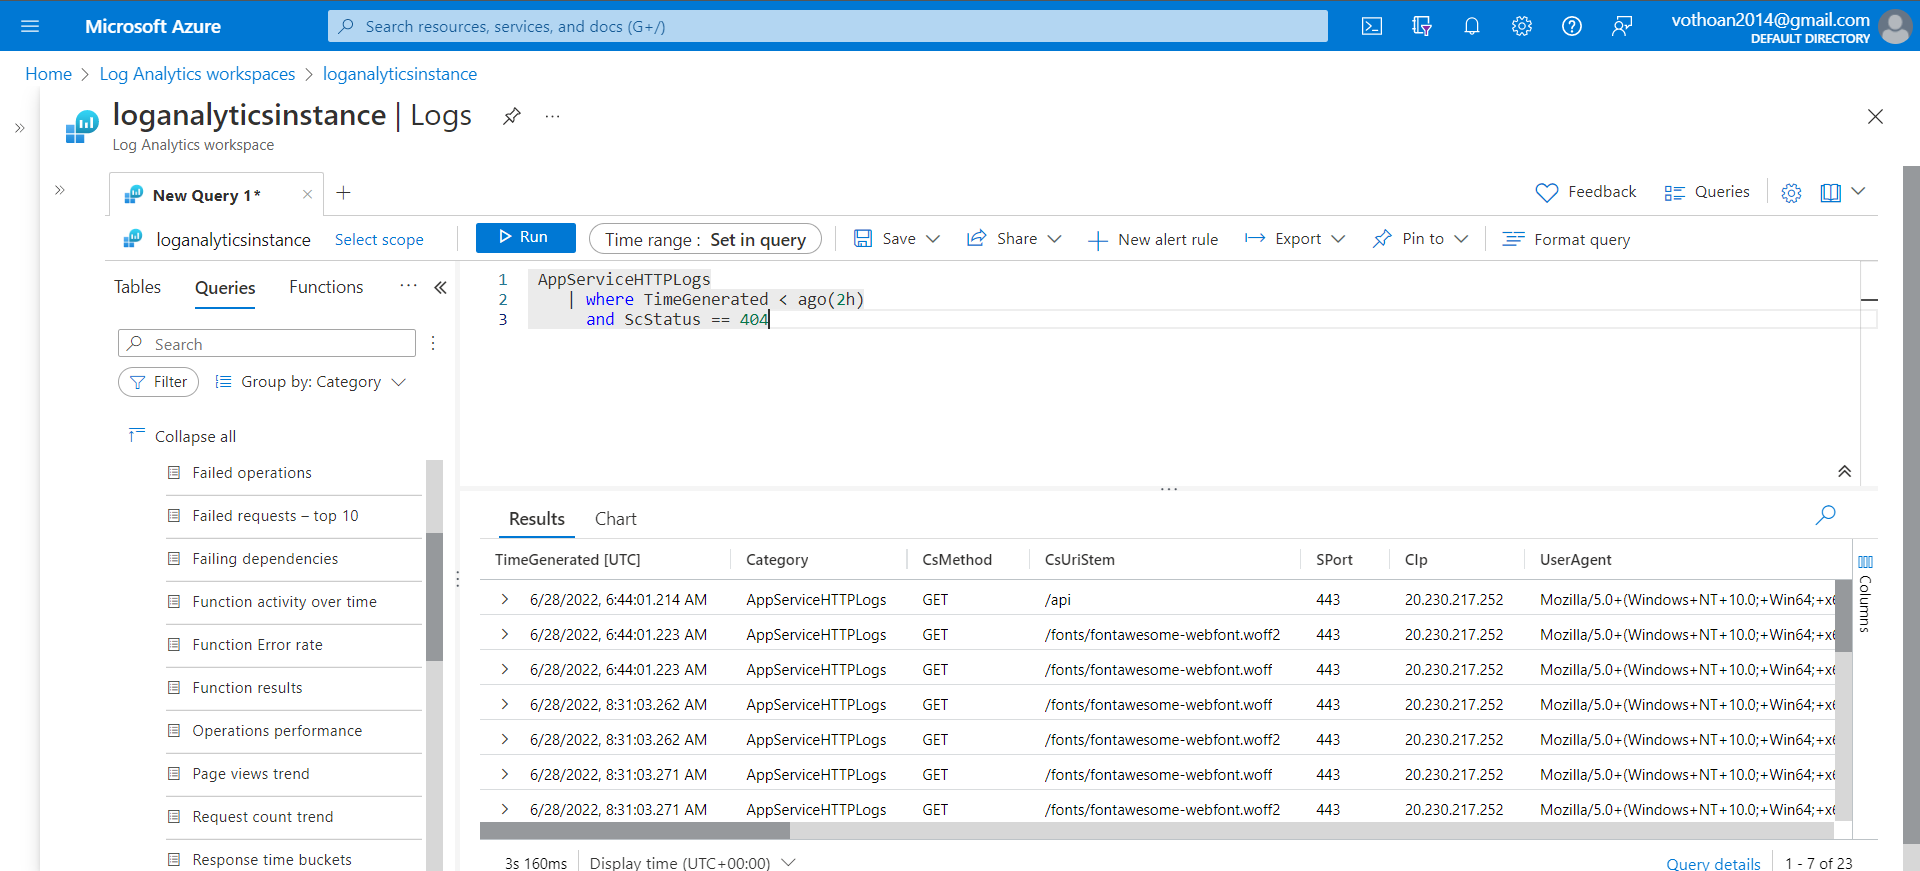 Microsoft Azure
Search resources, services, and docs (G+/)
vothoan2014@gmail.com
DEFAULT DIRECTORY
Home > Log Analytics workspaces > loganalyticsinstance
loganalyticsinstance | Logs
Log Analytics workspace
New Query 1*
Feedback
Queries
loganalyticsinstance
Select scope
Run
Time range : Set in query
Save
Share
New alert rule
Export
Pin to
Format query
Tables
Queries
Functions
Search
Filter
Group by: Category
Collapse all
Failed operations
Failed requests – top 10
Failing dependencies
Function activity over time
Function Error rate
Function results
Operations performance
Page views trend
Request count trend
Response time buckets
1 AppServiceHTTPLogs
2 | where TimeGenerated < ago(2h)
3 and ScStatus == 404
Results
Chart
TimeGenerated [UTC] Category CsMethod CsUriStem SPort CIp UserAgent
6/28/2022, 6:44:01.214 AM AppServiceHTTPLogs GET /api 443 20.230.217.252 Mozilla/5.0+(Windows+NT+10.0;+Win64;+x6
6/28/2022, 6:44:01.223 AM AppServiceHTTPLogs GET /fonts/fontawesome-webfont.woff2 443 20.230.217.252 Mozilla/5.0+(Windows+NT+10.0;+Win64;+x6
6/28/2022, 6:44:01.223 AM AppServiceHTTPLogs GET /fonts/fontawesome-webfont.woff 443 20.230.217.252 Mozilla/5.0+(Windows+NT+10.0;+Win64;+x6
6/28/2022, 8:31:03.262 AM AppServiceHTTPLogs GET /fonts/fontawesome-webfont.woff 443 20.230.217.252 Mozilla/5.0+(Windows+NT+10.0;+Win64;+x6
6/28/2022, 8:31:03.262 AM AppServiceHTTPLogs GET /fonts/fontawesome-webfont.woff2 443 20.230.217.252 Mozilla/5.0+(Windows+NT+10.0;+Win64;+x6
6/28/2022, 8:31:03.271 AM AppServiceHTTPLogs GET /fonts/fontawesome-webfont.woff 443 20.230.217.252 Mozilla/5.0+(Windows+NT+10.0;+Win64;+x6
6/28/2022, 8:31:03.271 AM AppServiceHTTPLogs GET /fonts/fontawesome-webfont.woff2 443 20.230.217.252 Mozilla/5.0+(Windows+NT+10.0;+Win64;+x6
Columns
3s 160ms
Display time (UTC+00:00)
Query details
1 - 7 of 23